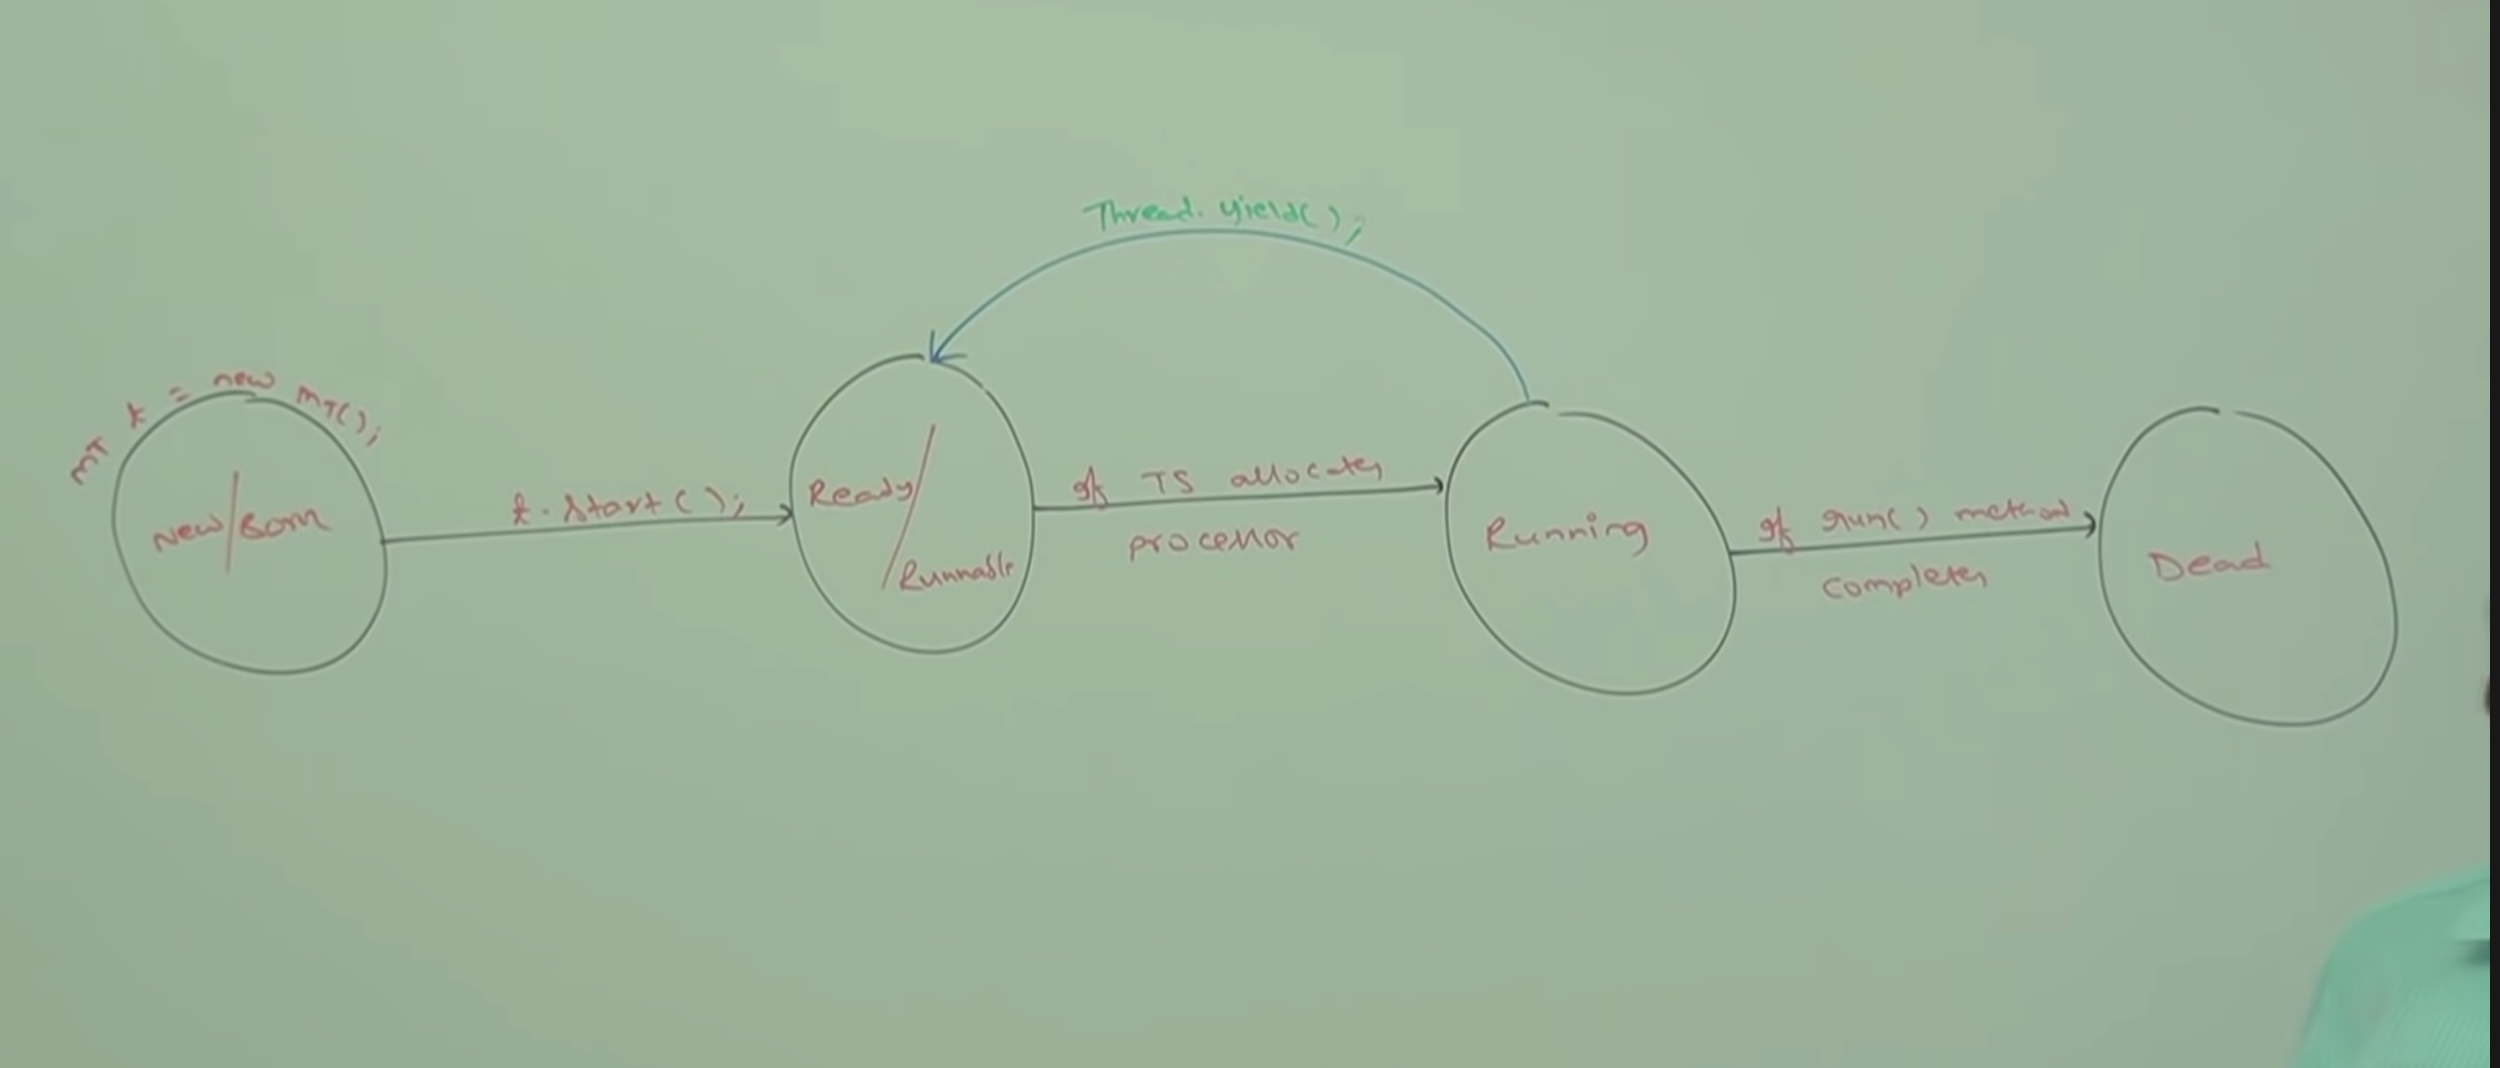 Thread.yield();
MT t = new MT();
New/Born
t.start();
Ready/
Runnable
If TS allocates
processor
Running
If run() method
completes
Dead